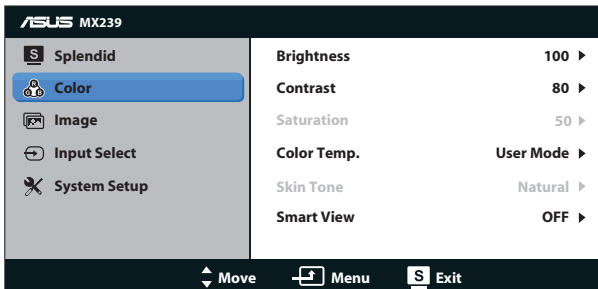 ASUS MX239
S Splendid
Color
Image
Input Select
System Setup
Brightness 100
Contrast 80
Saturation 50
Color Temp. User Mode
Skin Tone Natural
Smart View OFF
Move Menu S Exit